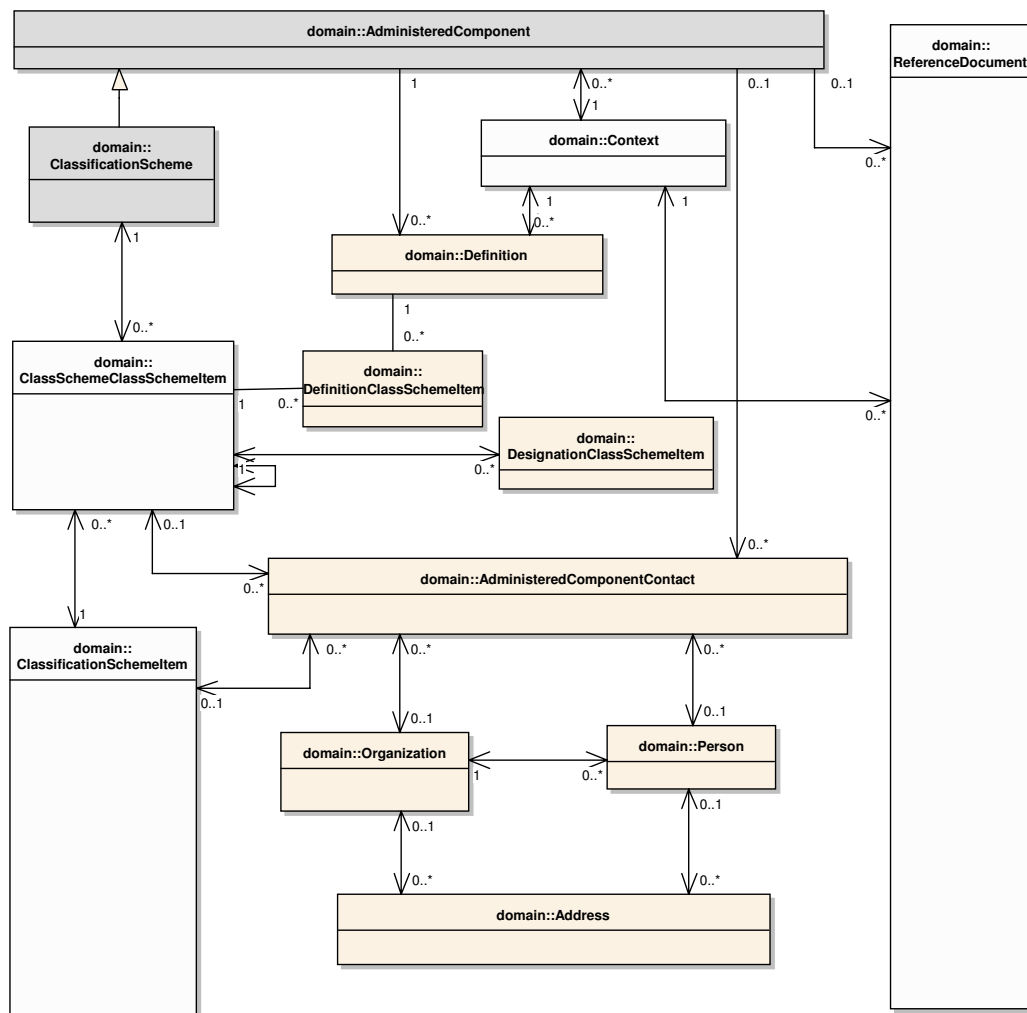 domain::AdministeredComponent
domain::
ReferenceDocument
1
0..*
0..1
0..1
1
domain::
ClassificationScheme
domain::Context
0..*
1
1
0..*
0..*
1
domain::Definition
1
0..*
0..*
domain::
ClassSchemeClassSchemeItem
domain::
DefinitionClassSchemeItem
1
0..*
0..*
domain::
DesignationClassSchemeItem
1
0..*
0..*
0..1
0..*
domain::AdministeredComponentContact
0..*
1
domain::
ClassificationSchemeItem
0..*
0..*
0..*
0..1
0..1
0..1
domain::Organization
domain::Person
1
0..*
0..1
0..1
0..*
0..*
domain::Address